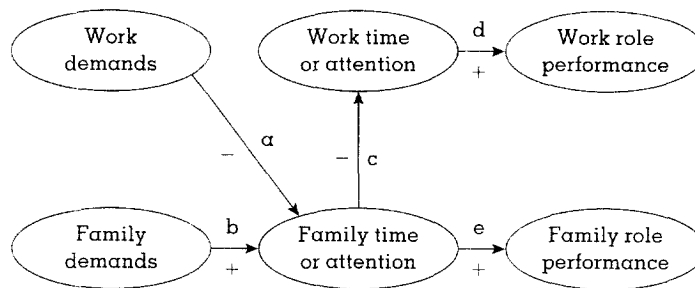 Work
demands
Work time
or attention
d
+
Work role
performance
−
a
−
c
Family
demands
b
+
Family time
or attention
e
+
Family role
performance